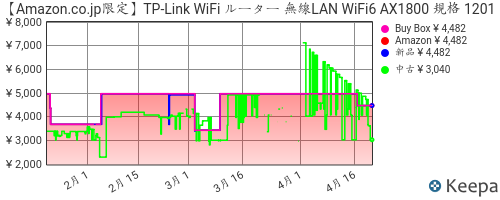 【Amazon.co.jp限定】TP-Link WiFi ルーター 無線LAN WiFi6 AX1800 規格 1201
¥ 8,000
¥ 7,000
¥ 6,000
¥ 5,000
¥ 4,000
¥ 3,000
¥ 2,000
Buy Box ¥ 4,482
Amazon ¥ 4,482
新品 ¥ 4,482
中古 ¥ 3,040
2月 1
2月 15
3月 1
3月 16
4月 1
4月 16
Keepa